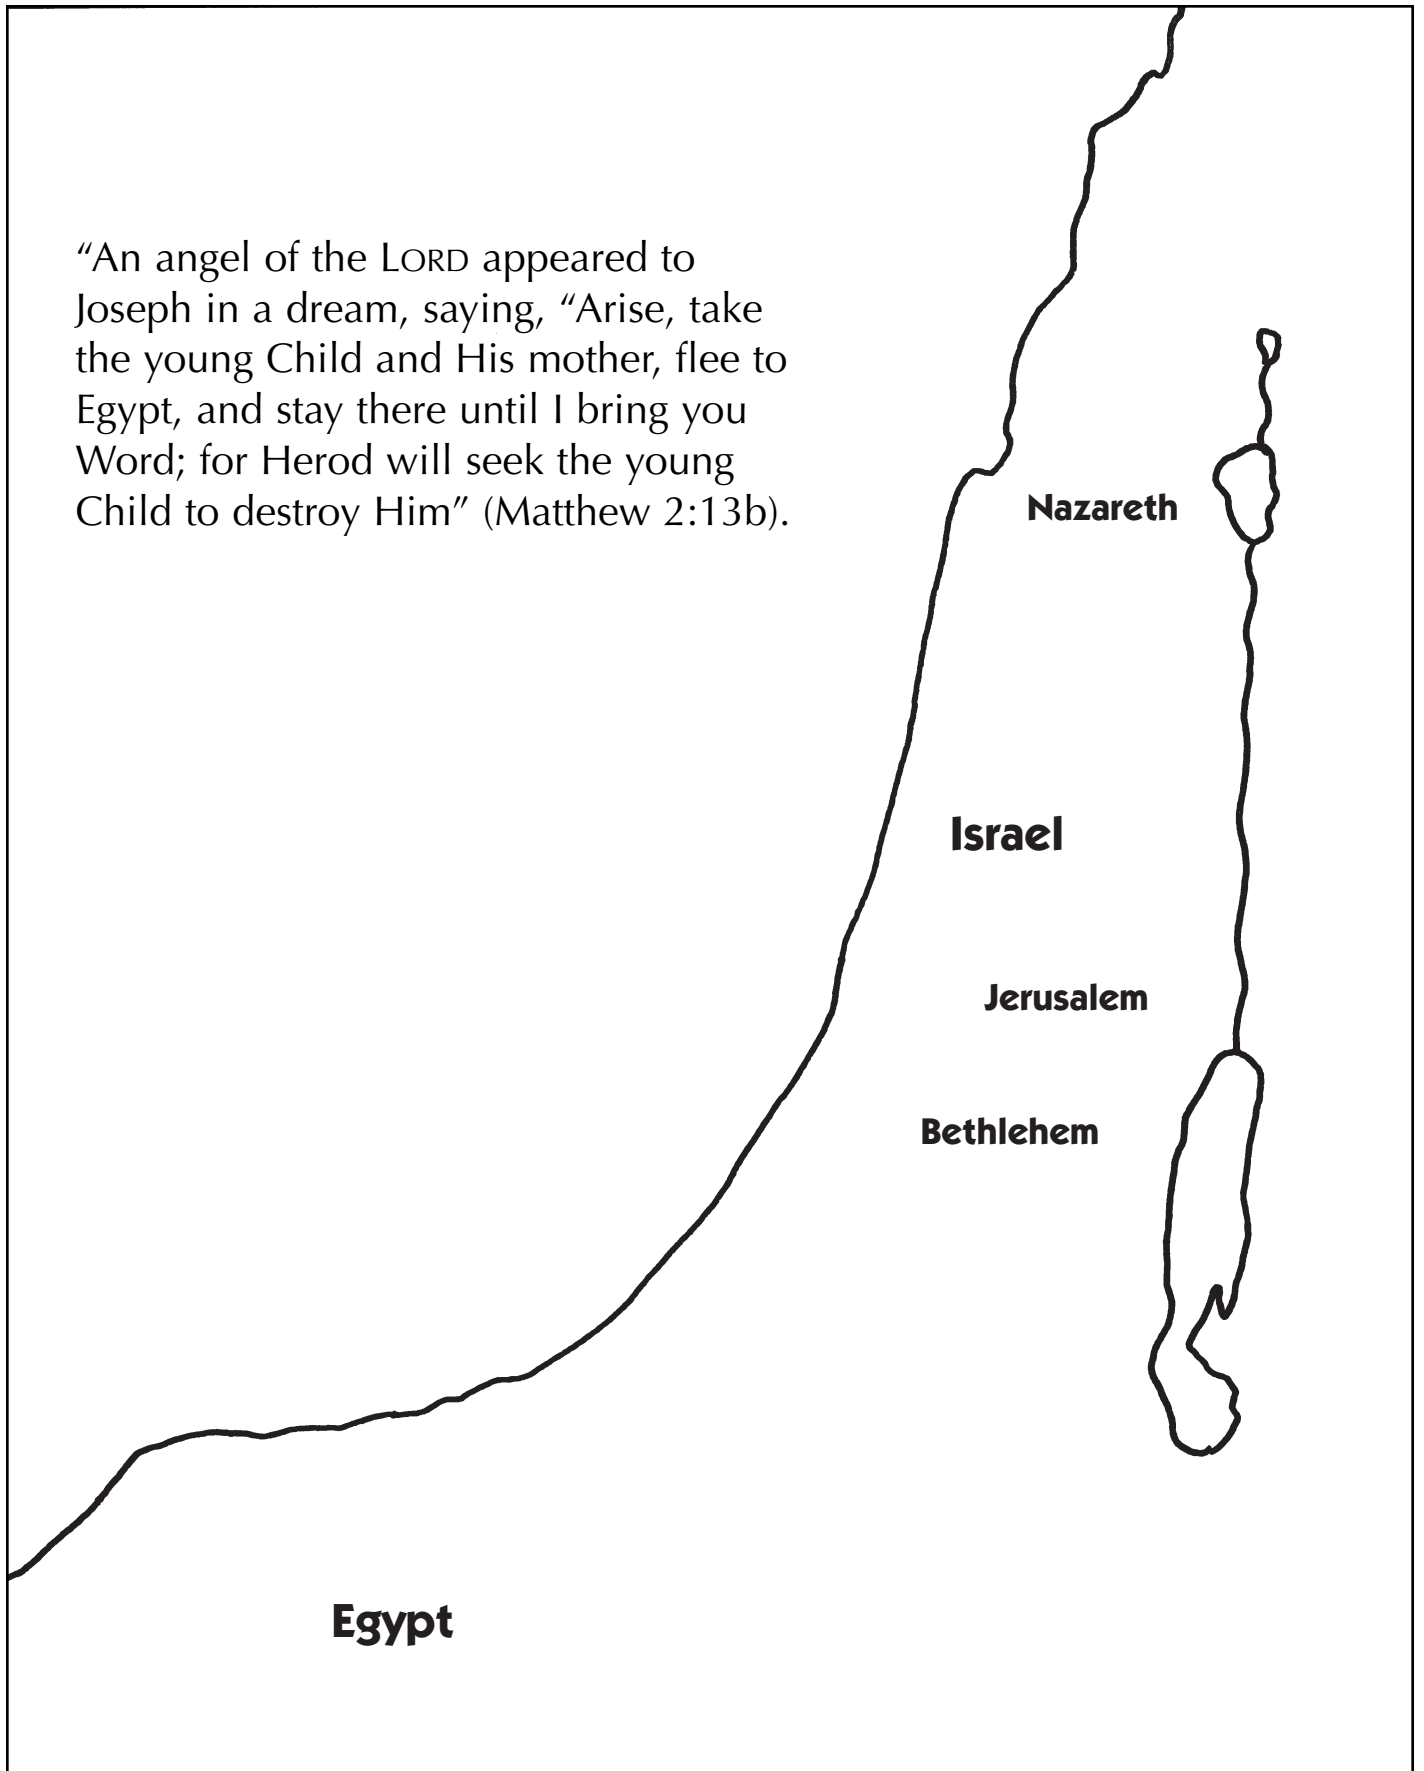 “An angel of the LORD appeared to
Joseph in a dream, saying, “Arise, take
the young Child and His mother, flee to
Egypt, and stay there until I bring you
Word; for Herod will seek the young
Child to destroy Him” (Matthew 2:13b).
Nazareth
Israel
Jerusalem
Bethlehem
Egypt